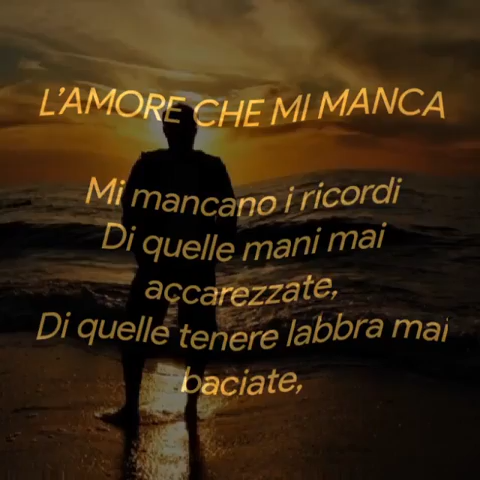 L'AMORE CHE MI MANCA
Mi mancano i ricordi
Di quelle mani mai
accarezzate,
Di quelle tenere labbra mai
baciate,